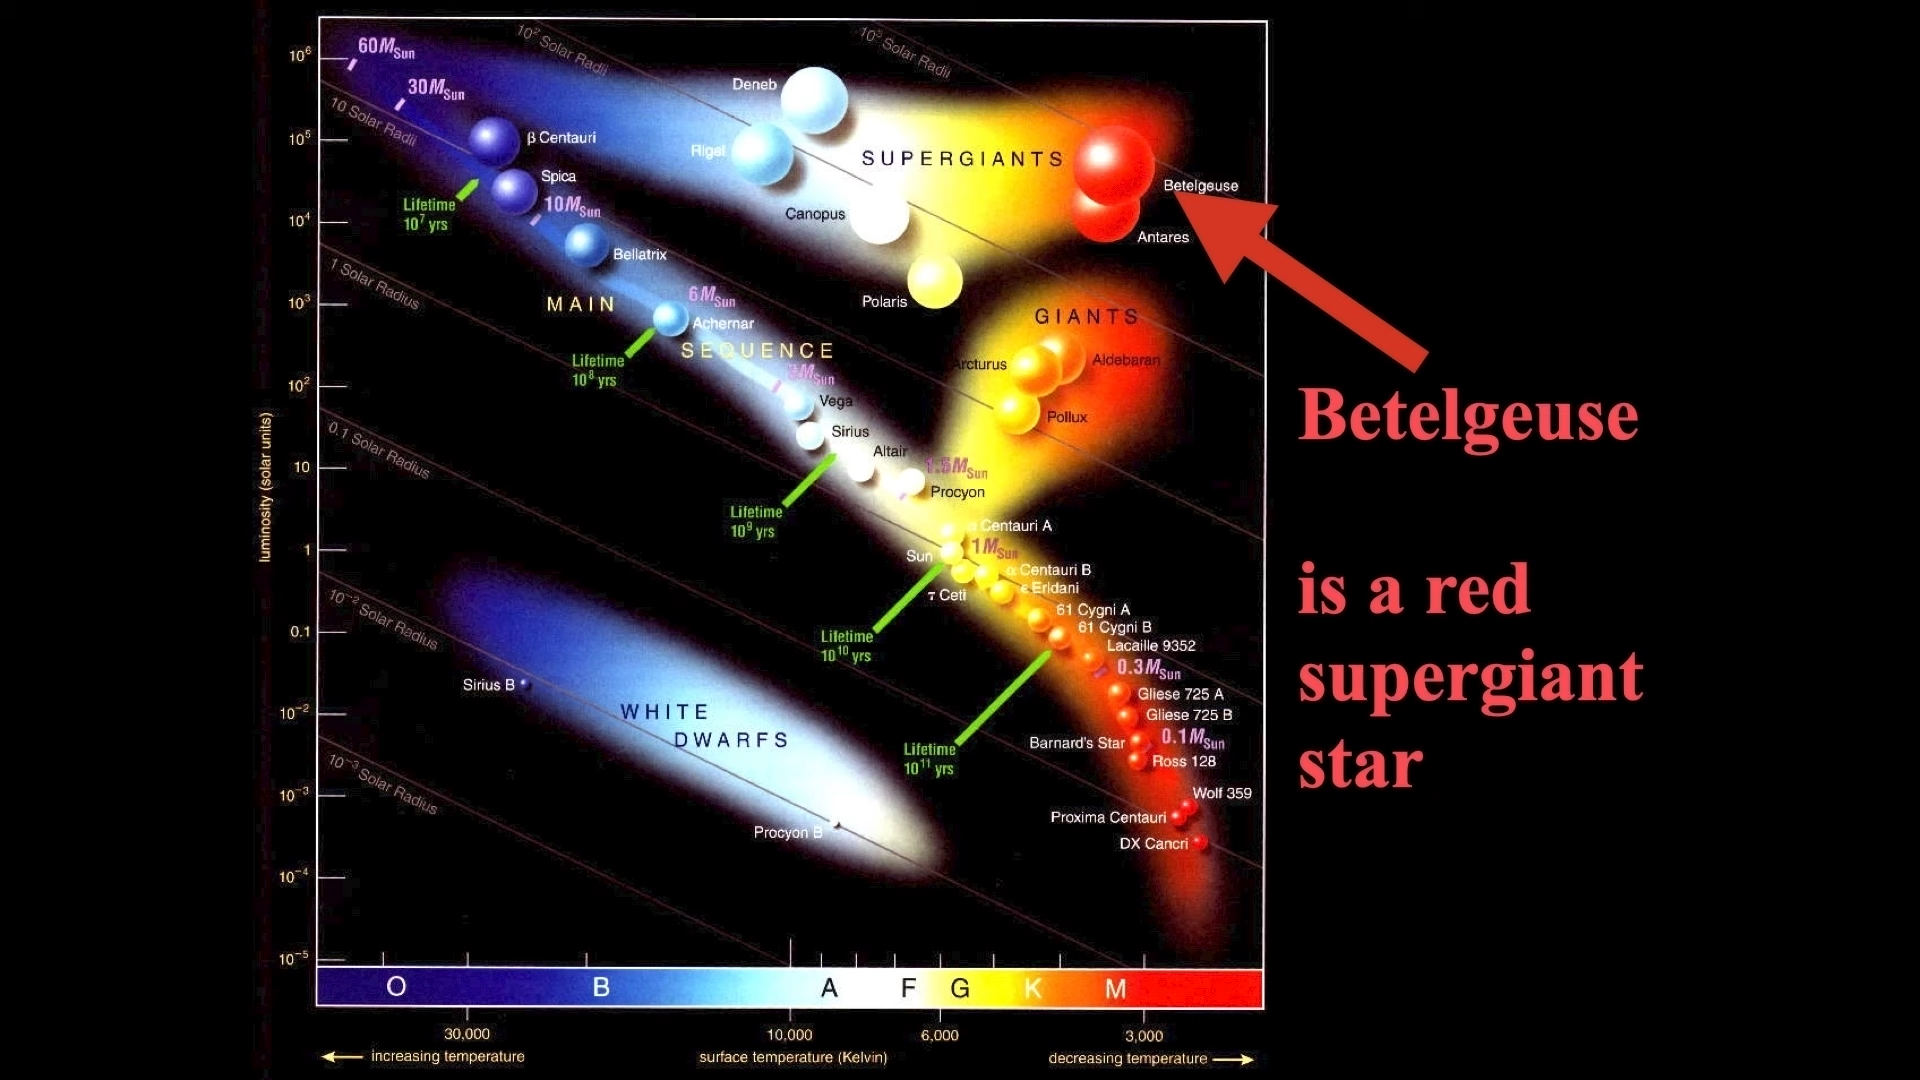 10² Solar Radii
10³ Solar Radii
60MSun
30MSun
10 Solar Radii
10⁶
10⁵
10⁴
10³
10²
10
1
0.1
10⁻²
10⁻³
10⁻⁴
10⁻⁵
luminosity (solar units)
Deneb
β Centauri
Rigel
SUPERGIANTS
Spica
Betelgeuse
Lifetime
10⁷ yrs
10MSun
Canopus
Antares
Bellatrix
1 Solar Radius
Polaris
MAIN
6MSun
Achernar
GIANTS
SEQUENCE
Lifetime
10⁸ yrs
Arcturus
Aldebaran
MSun
Vega
Pollux
Sirius
0.1 Solar Radius
Altair
1.5MSun
Procyon
Lifetime
10⁹ yrs
α Centauri A
Sun
1MSun
α Centauri B
ε Eridani
τ Ceti
10⁻² Solar Radius
61 Cygni A
61 Cygni B
Lifetime
10¹⁰ yrs
Lacaille 9352
0.3MSun
Sirius B
Gliese 725 A
Gliese 725 B
WHITE
DWARFS
Barnard's Star
0.1MSun
Lifetime
10¹¹ yrs
Ross 128
10⁻³ Solar Radius
Wolf 359
Proxima Centauri
Procyon B
DX Cancri
O B A F G K M
30,000 10,000 6,000 3,000
increasing temperature surface temperature (Kelvin) decreasing temperature
Betelgeuse
is a red
supergiant
star